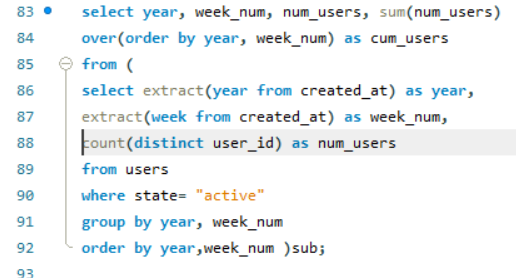 83 select year, week_num, num_users, sum(num_users)
84 over(order by year, week_num) as cum_users
85 from (
86 select extract(year from created_at) as year,
87 extract(week from created_at) as week_num,
88 count(distinct user_id) as num_users
89 from users
90 where state= "active"
91 group by year, week_num
92 order by year,week_num )sub;
93